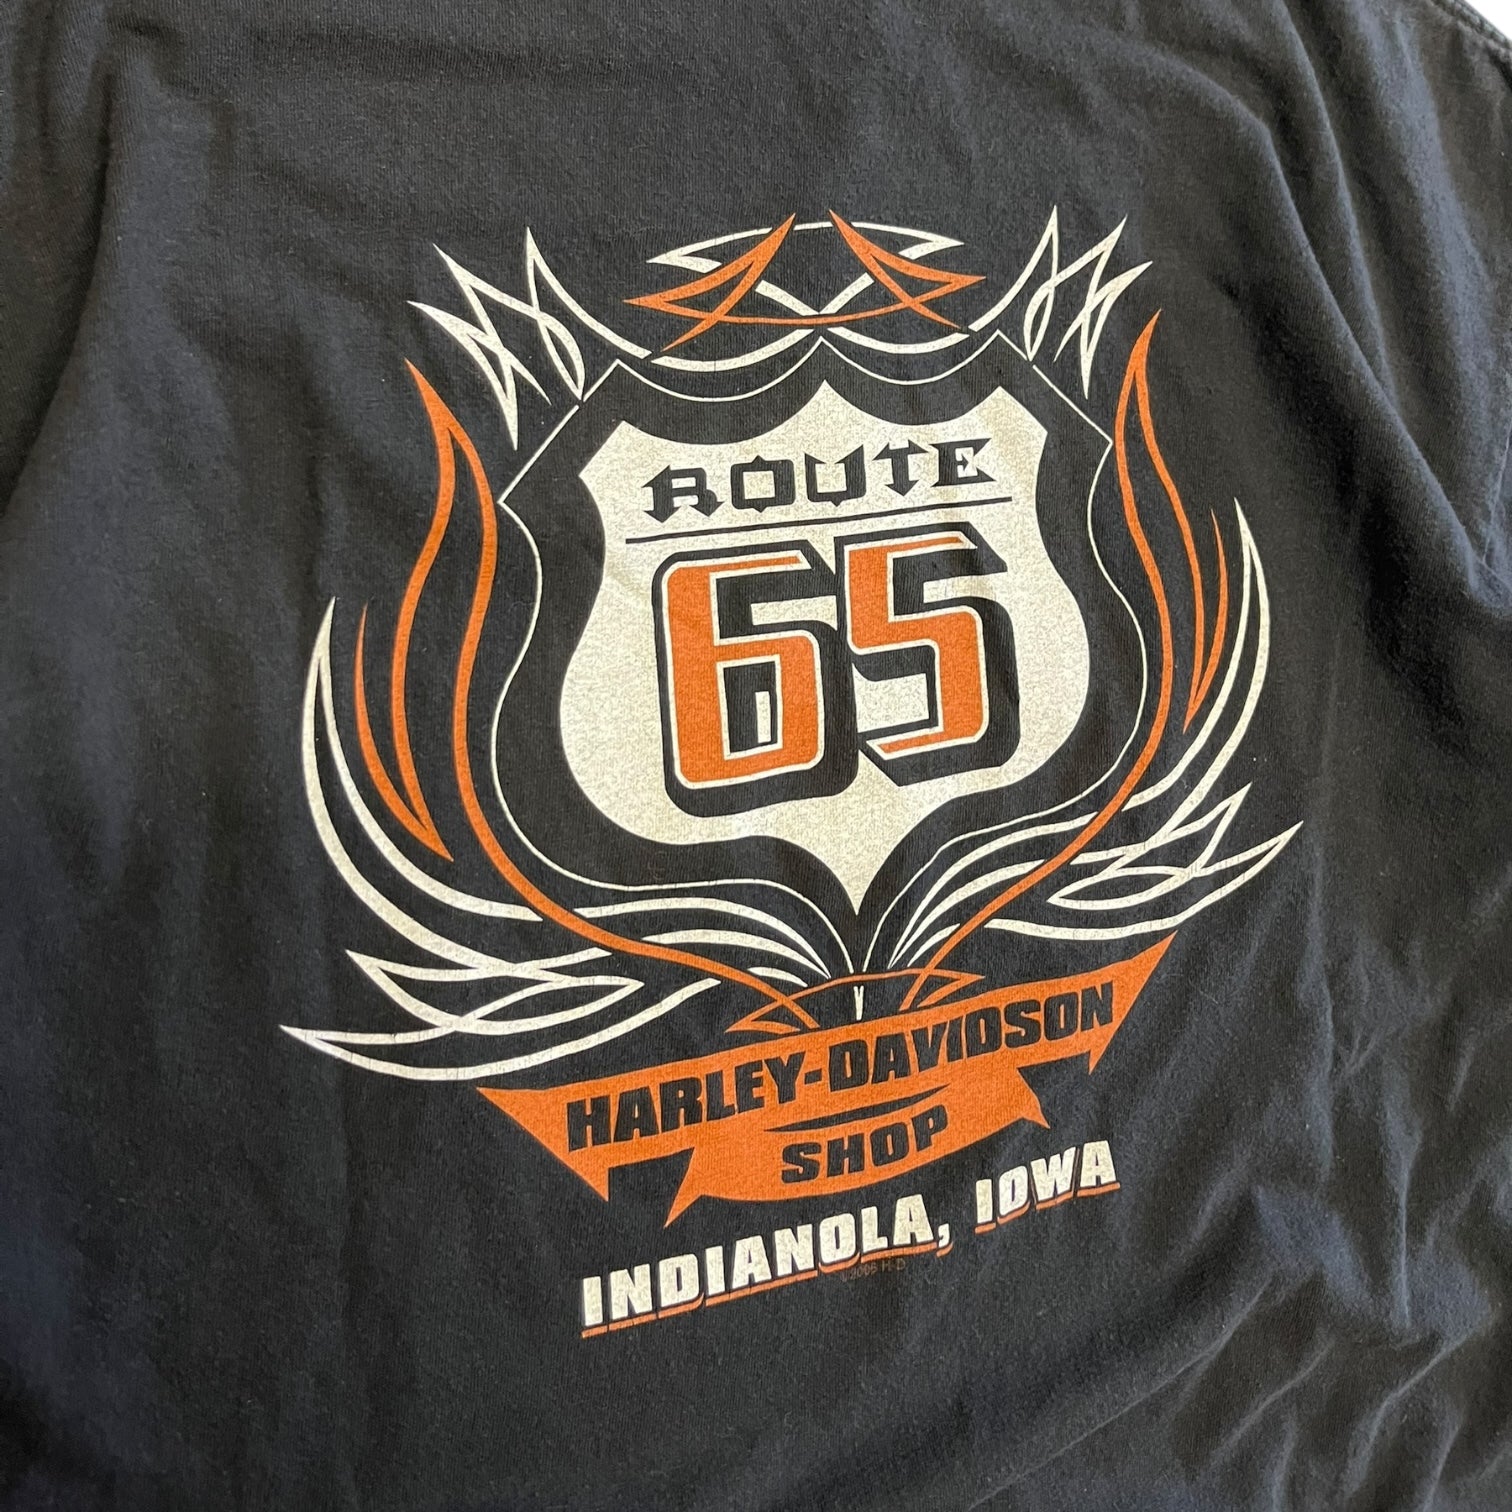 ROUTE
65
HARLEY-DAVIDSON
SHOP
INDIANOLA, IOWA